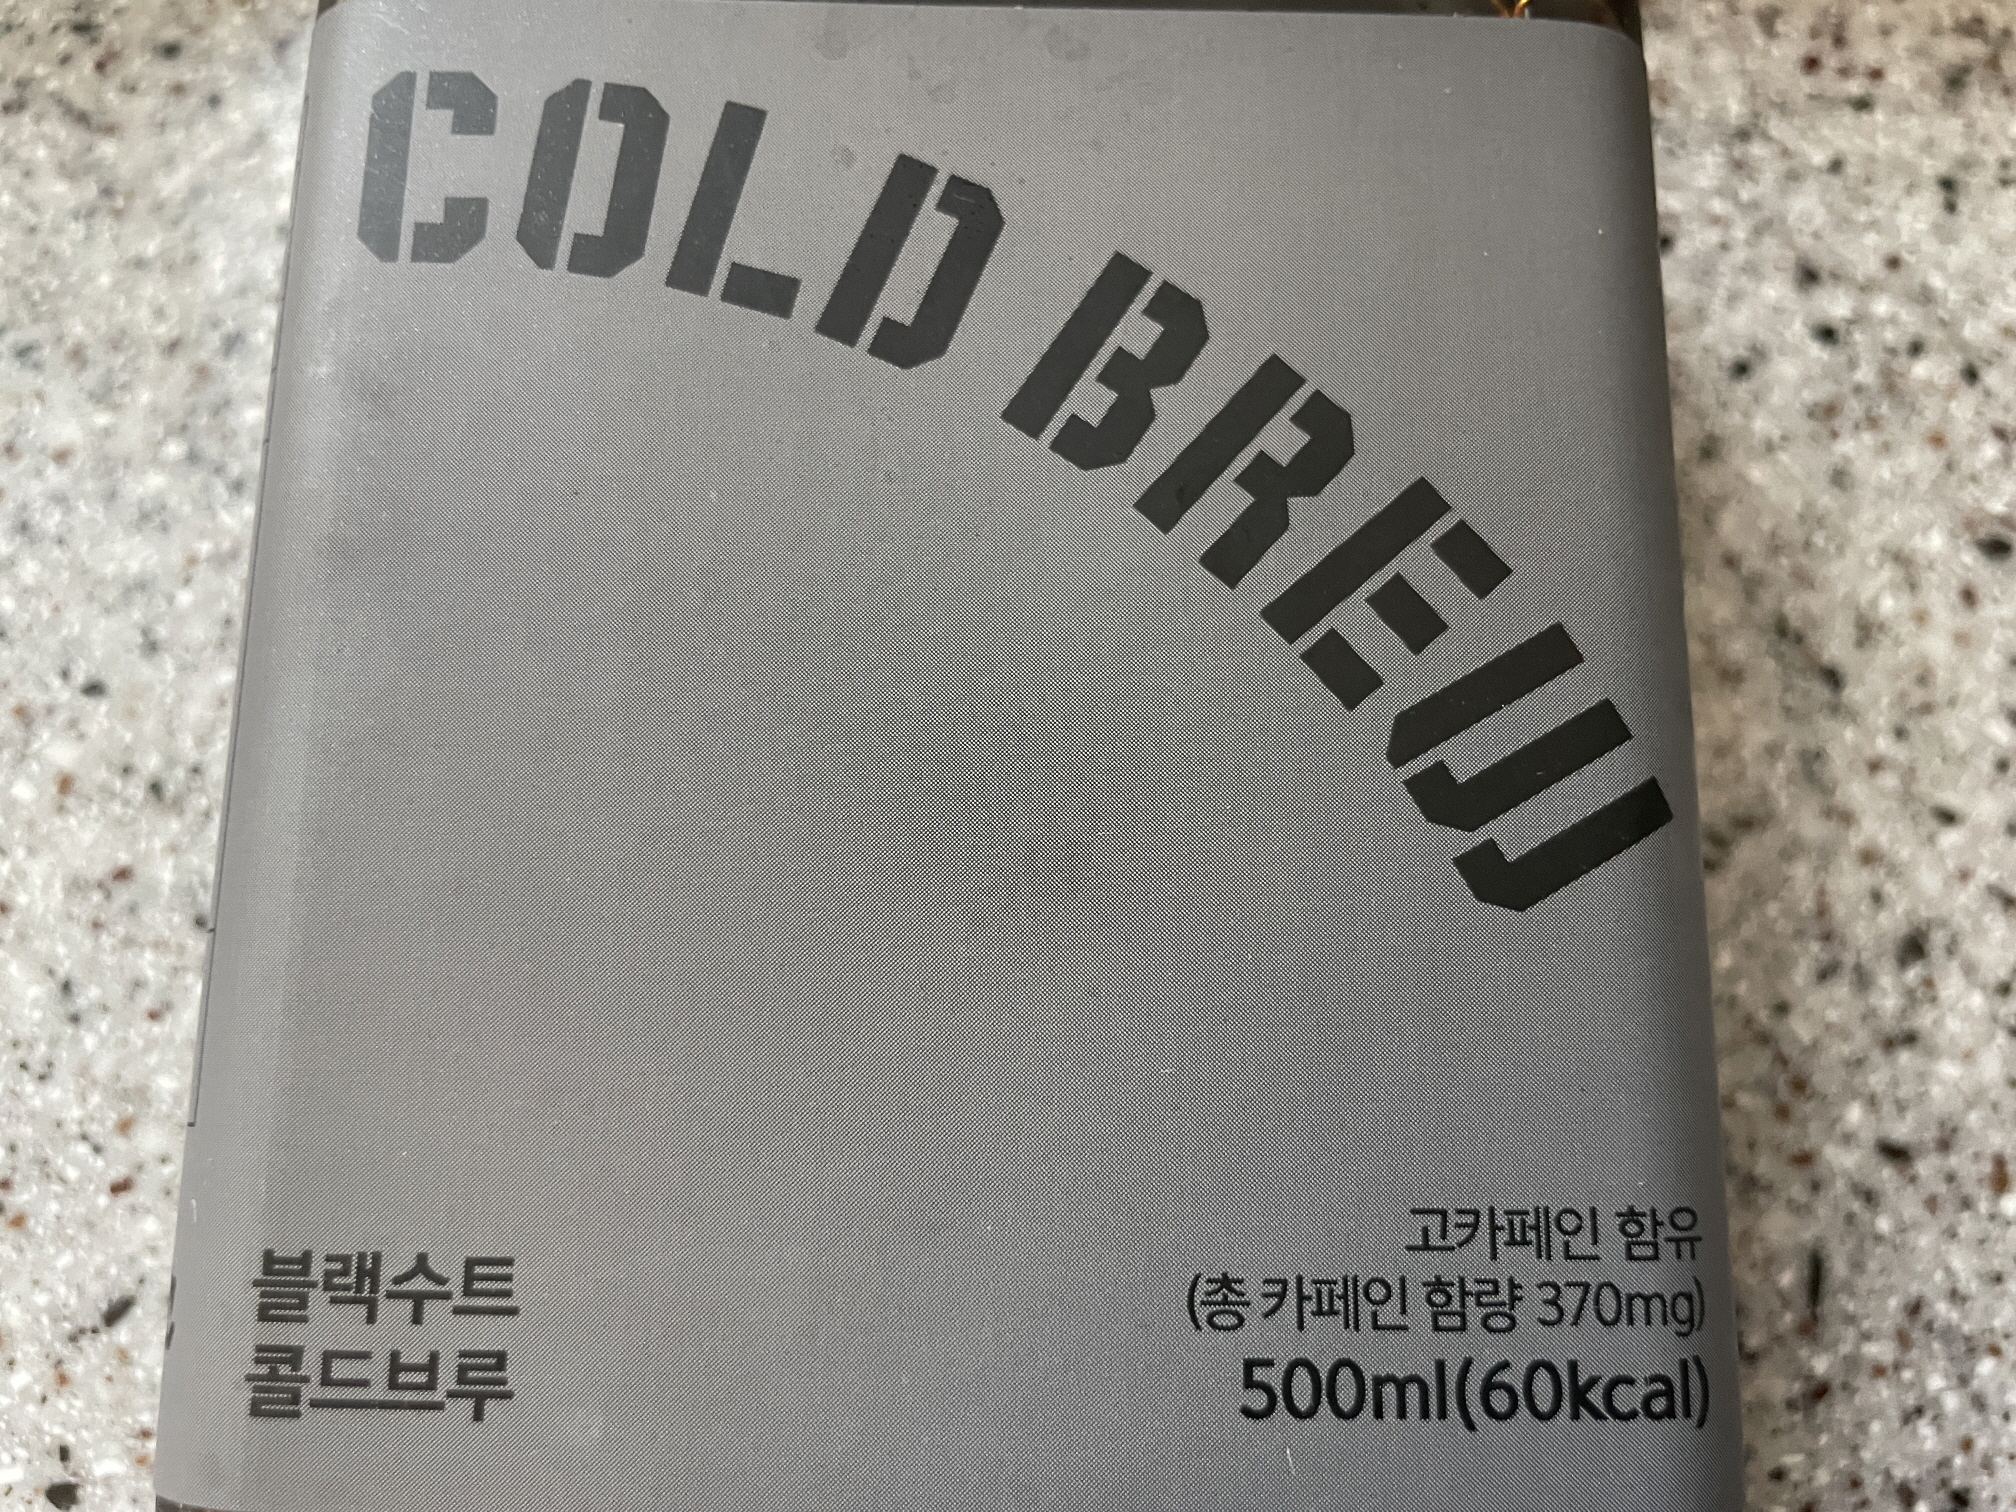 COLD BREW
블랙수트
콜드브루
고카페인 함유
(총 카페인 함량 370mg)
500ml(60kcal)